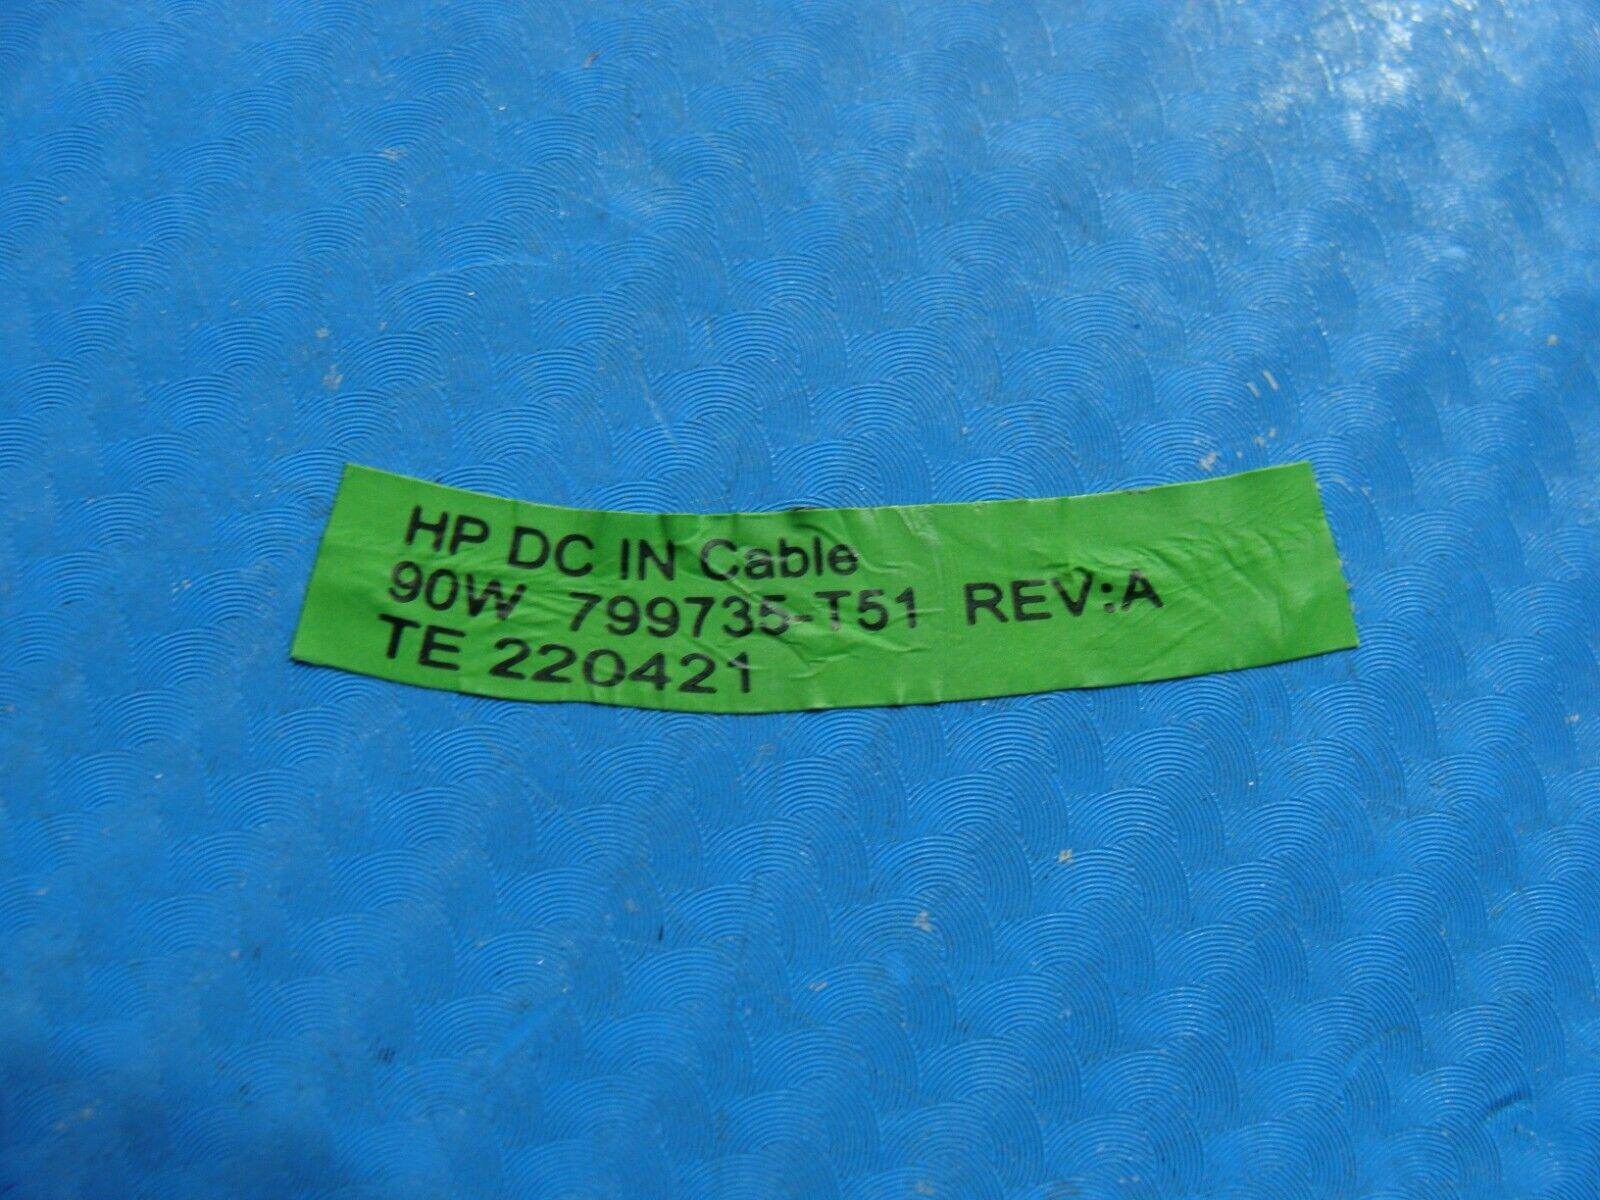 HP DC IN Cable
90W 799735-T51 REV:A
TE 220421